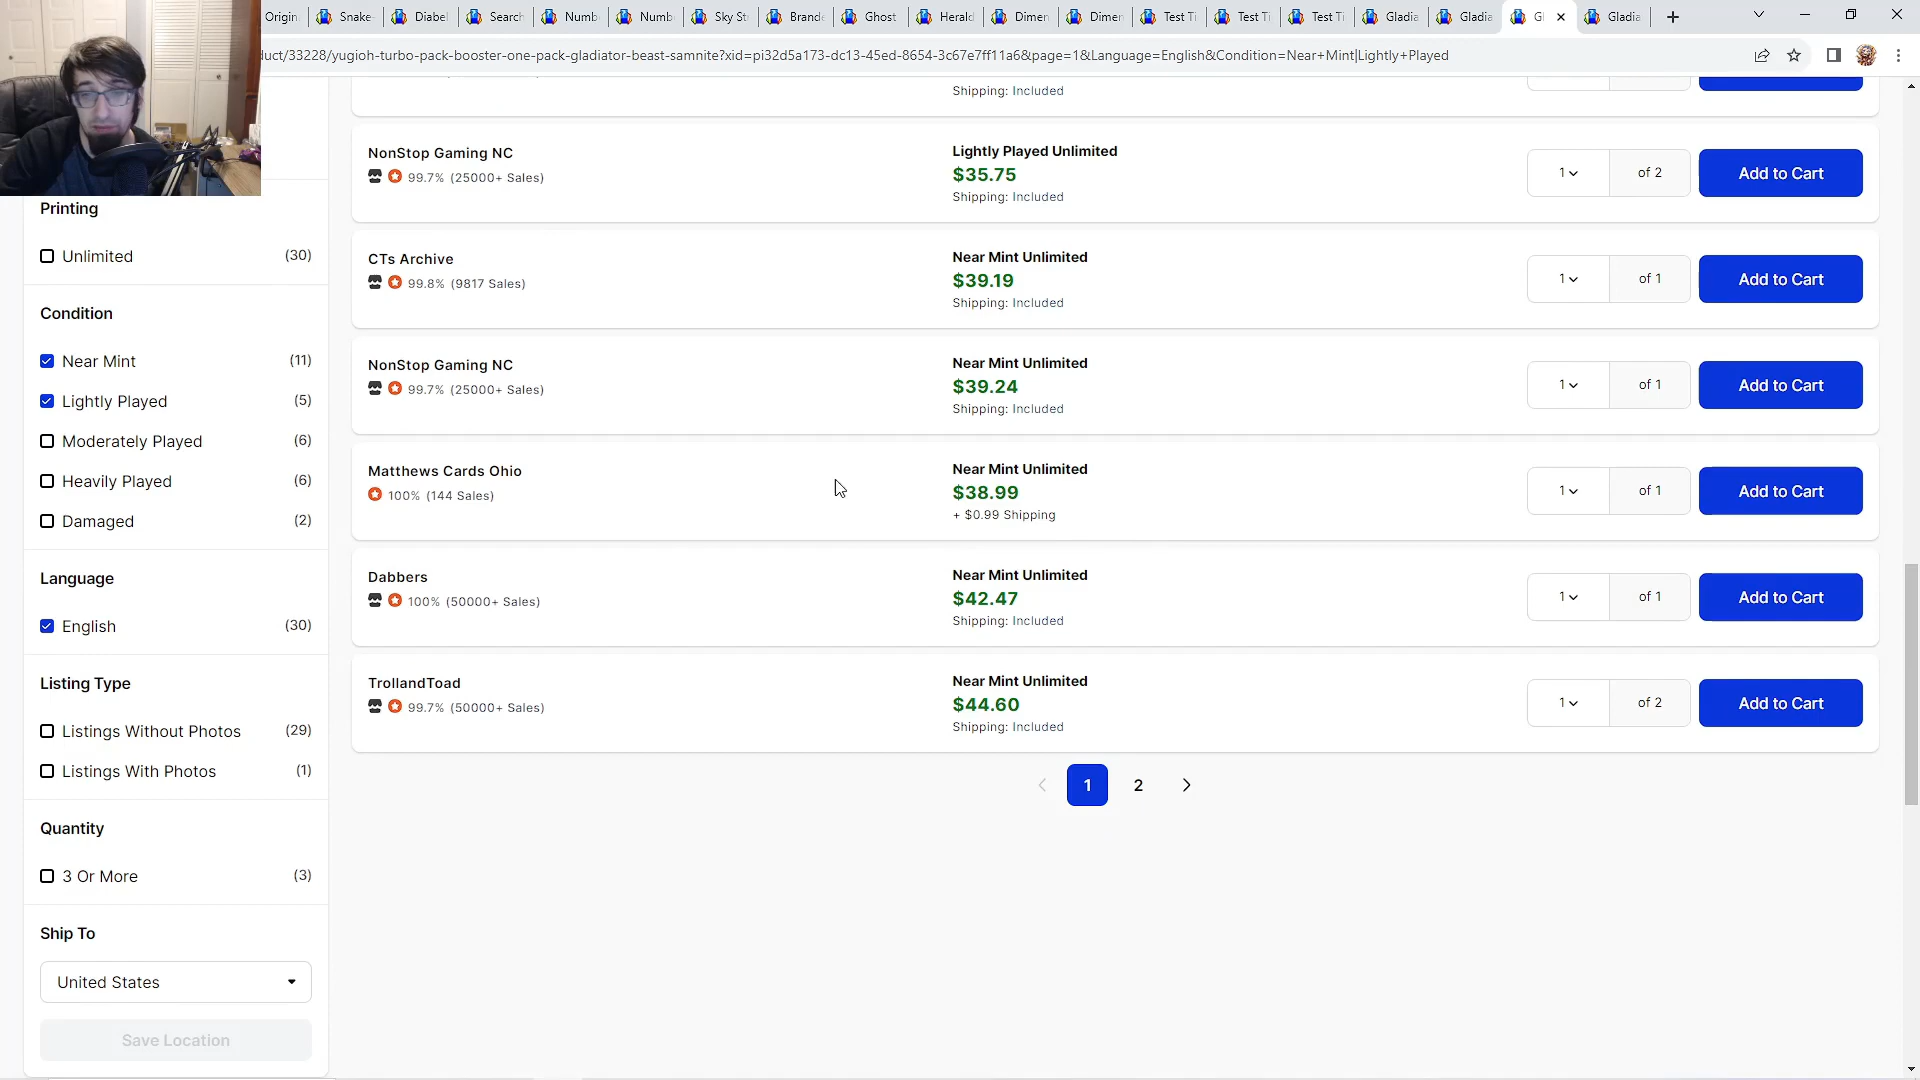 Origin
Snake-
Diabel
Search
Numb
Numb
Sky St
Brande
Ghost
Herald
Dimen
Dimen
Test Ti
Test Ti
Test Ti
Gladia
Gladia
Gl
Gladia
duct/33228/yugioh-turbo-pack-booster-one-pack-gladiator-beast-samnite?xid=pi32d5a173-dc13-45ed-8654-3c67e7ff11a6&page=1&Language=English&Condition=Near+Mint|Lightly+Played
Shipping: Included
NonStop Gaming NC
99.7% (25000+ Sales)
Lightly Played Unlimited
$35.75
Shipping: Included
1 of 2 Add to Cart
CTs Archive
99.8% (9817 Sales)
Near Mint Unlimited
$39.19
Shipping: Included
1 of 1 Add to Cart
NonStop Gaming NC
99.7% (25000+ Sales)
Near Mint Unlimited
$39.24
Shipping: Included
1 of 1 Add to Cart
Matthews Cards Ohio
100% (144 Sales)
Near Mint Unlimited
$38.99
+ $0.99 Shipping
1 of 1 Add to Cart
Dabbers
100% (50000+ Sales)
Near Mint Unlimited
$42.47
Shipping: Included
1 of 1 Add to Cart
TrollandToad
99.7% (50000+ Sales)
Near Mint Unlimited
$44.60
Shipping: Included
1 of 2 Add to Cart
1 2
Printing
Unlimited (30)
Condition
Near Mint (11)
Lightly Played (5)
Moderately Played (6)
Heavily Played (6)
Damaged (2)
Language
English (30)
Listing Type
Listings Without Photos (29)
Listings With Photos (1)
Quantity
3 Or More (3)
Ship To
United States
Save Location